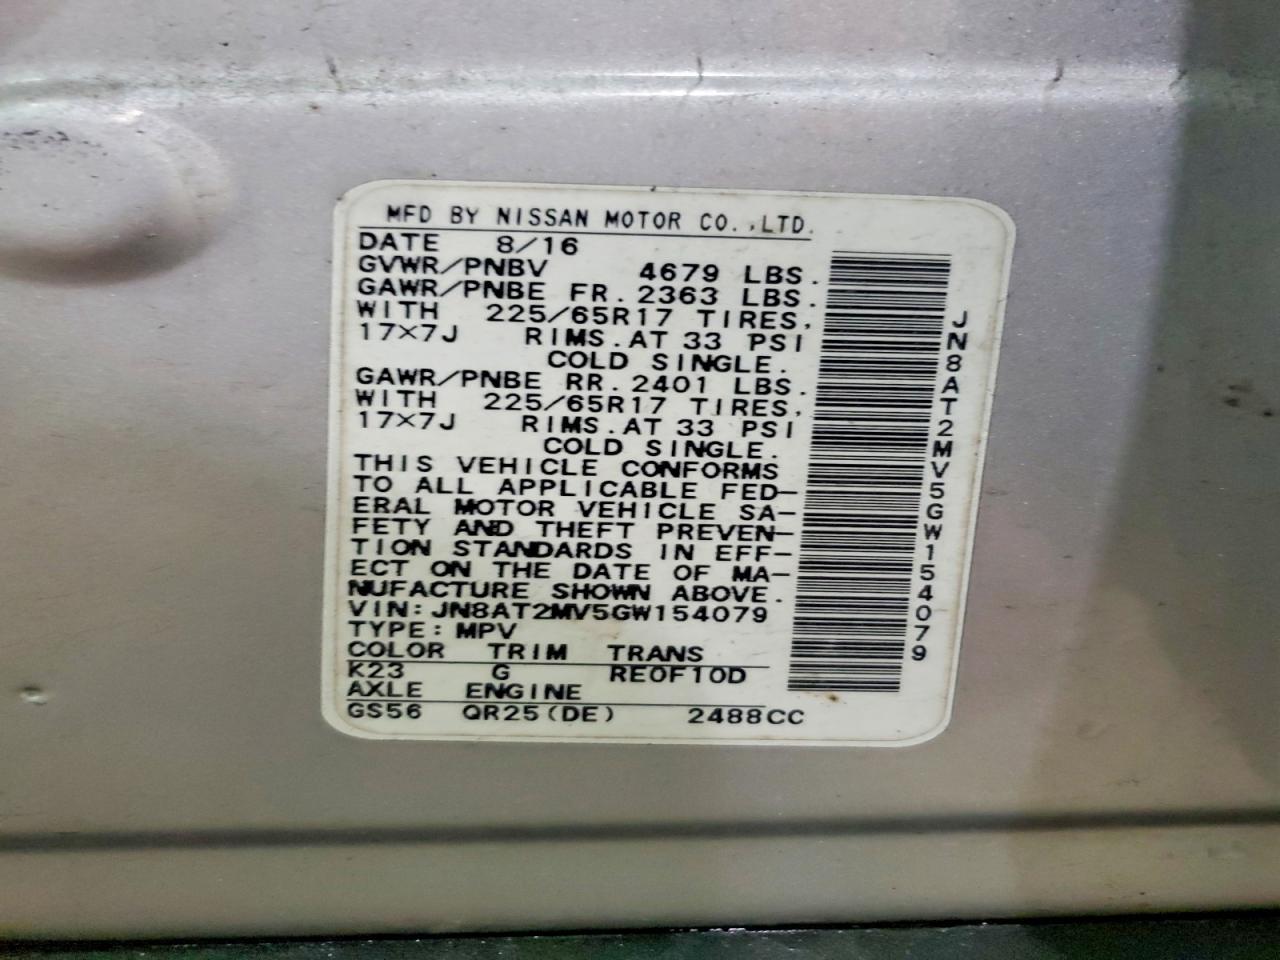 MFD BY NISSAN MOTOR CO.,LTD.
DATE 8/16
GVWR/PNBV 4679 LBS.
GAWR/PNBE FR. 2363 LBS.
WITH 225/65R17 TIRES,
17×7J RIMS.AT 33 PSI
COLD SINGLE.
GAWR/PNBE RR. 2401 LBS.
WITH 225/65R17 TIRES,
17×7J RIMS.AT 33 PSI
COLD SINGLE.
THIS VEHICLE CONFORMS
TO ALL APPLICABLE FED-
ERAL MOTOR VEHICLE SA-
FETY AND THEFT PREVEN-
TION STANDARDS IN EFF-
ECT ON THE DATE OF MA-
NUFACTURE SHOWN ABOVE.
VIN:JN8AT2MV5GW154079
TYPE:MPV
COLOR TRIM TRANS
K23 G RE0F10D
AXLE ENGINE
GS56 QR25(DE) 2488CC
JN8AT2MV5GW154079